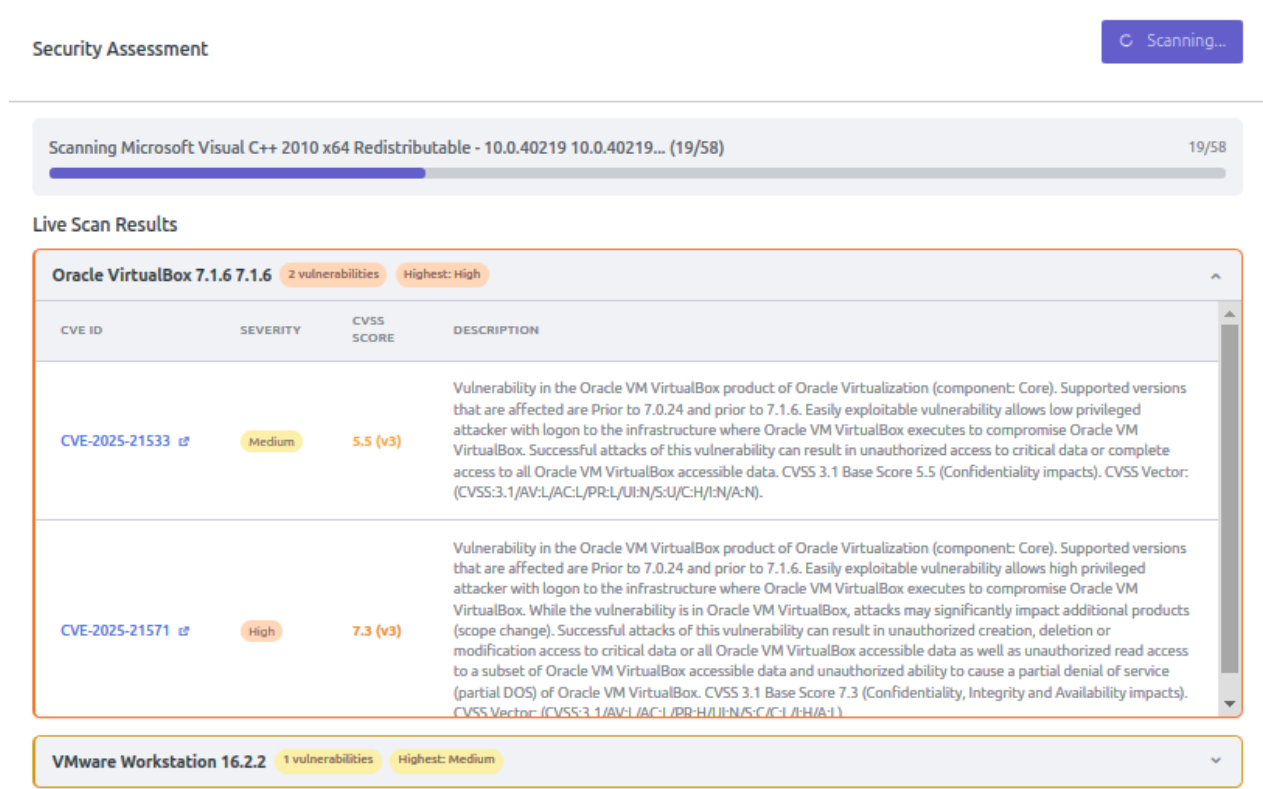 Security Assessment
Scanning...
Scanning Microsoft Visual C++ 2010 x64 Redistributable - 10.0.40219 10.0.40219... (19/58)
19/58
Live Scan Results
Oracle VirtualBox 7.1.6 7.1.6 2 vulnerabilities Highest: High
CVE ID SEVERITY CVSS SCORE DESCRIPTION
Vulnerability in the Oracle VM VirtualBox product of Oracle Virtualization (component: Core). Supported versions
that are affected are Prior to 7.0.24 and prior to 7.1.6. Easily exploitable vulnerability allows low privileged
attacker with logon to the infrastructure where Oracle VM VirtualBox executes to compromise Oracle VM
CVE-2025-21533 Medium 5.5 (v3)
VirtualBox. Successful attacks of this vulnerability can result in unauthorized access to critical data or complete
access to all Oracle VM VirtualBox accessible data. CVSS 3.1 Base Score 5.5 (Confidentiality impacts). CVSS Vector:
(CVSS:3.1/AV:L/AC:L/PR:L/UI:N/S:U/C:H/I:N/A:N).
Vulnerability in the Oracle VM VirtualBox product of Oracle Virtualization (component: Core). Supported versions
that are affected are Prior to 7.0.24 and prior to 7.1.6. Easily exploitable vulnerability allows high privileged
attacker with logon to the infrastructure where Oracle VM VirtualBox executes to compromise Oracle VM
VirtualBox. While the vulnerability is in Oracle VM VirtualBox, attacks may significantly impact additional products
CVE-2025-21571 High 7.3 (v3)
(scope change). Successful attacks of this vulnerability can result in unauthorized creation, deletion or
modification access to critical data or all Oracle VM VirtualBox accessible data as well as unauthorized read access
to a subset of Oracle VM VirtualBox accessible data and unauthorized ability to cause a partial denial of service
(partial DOS) of Oracle VM VirtualBox. CVSS 3.1 Base Score 7.3 (Confidentiality, Integrity and Availability impacts).
CVSS Vector: (CVSS:3.1/AV:L/AC:L/PR:H/UI:N/S:C/C:L/I:H/A:L).
VMware Workstation 16.2.2 1 vulnerabilities Highest: Medium